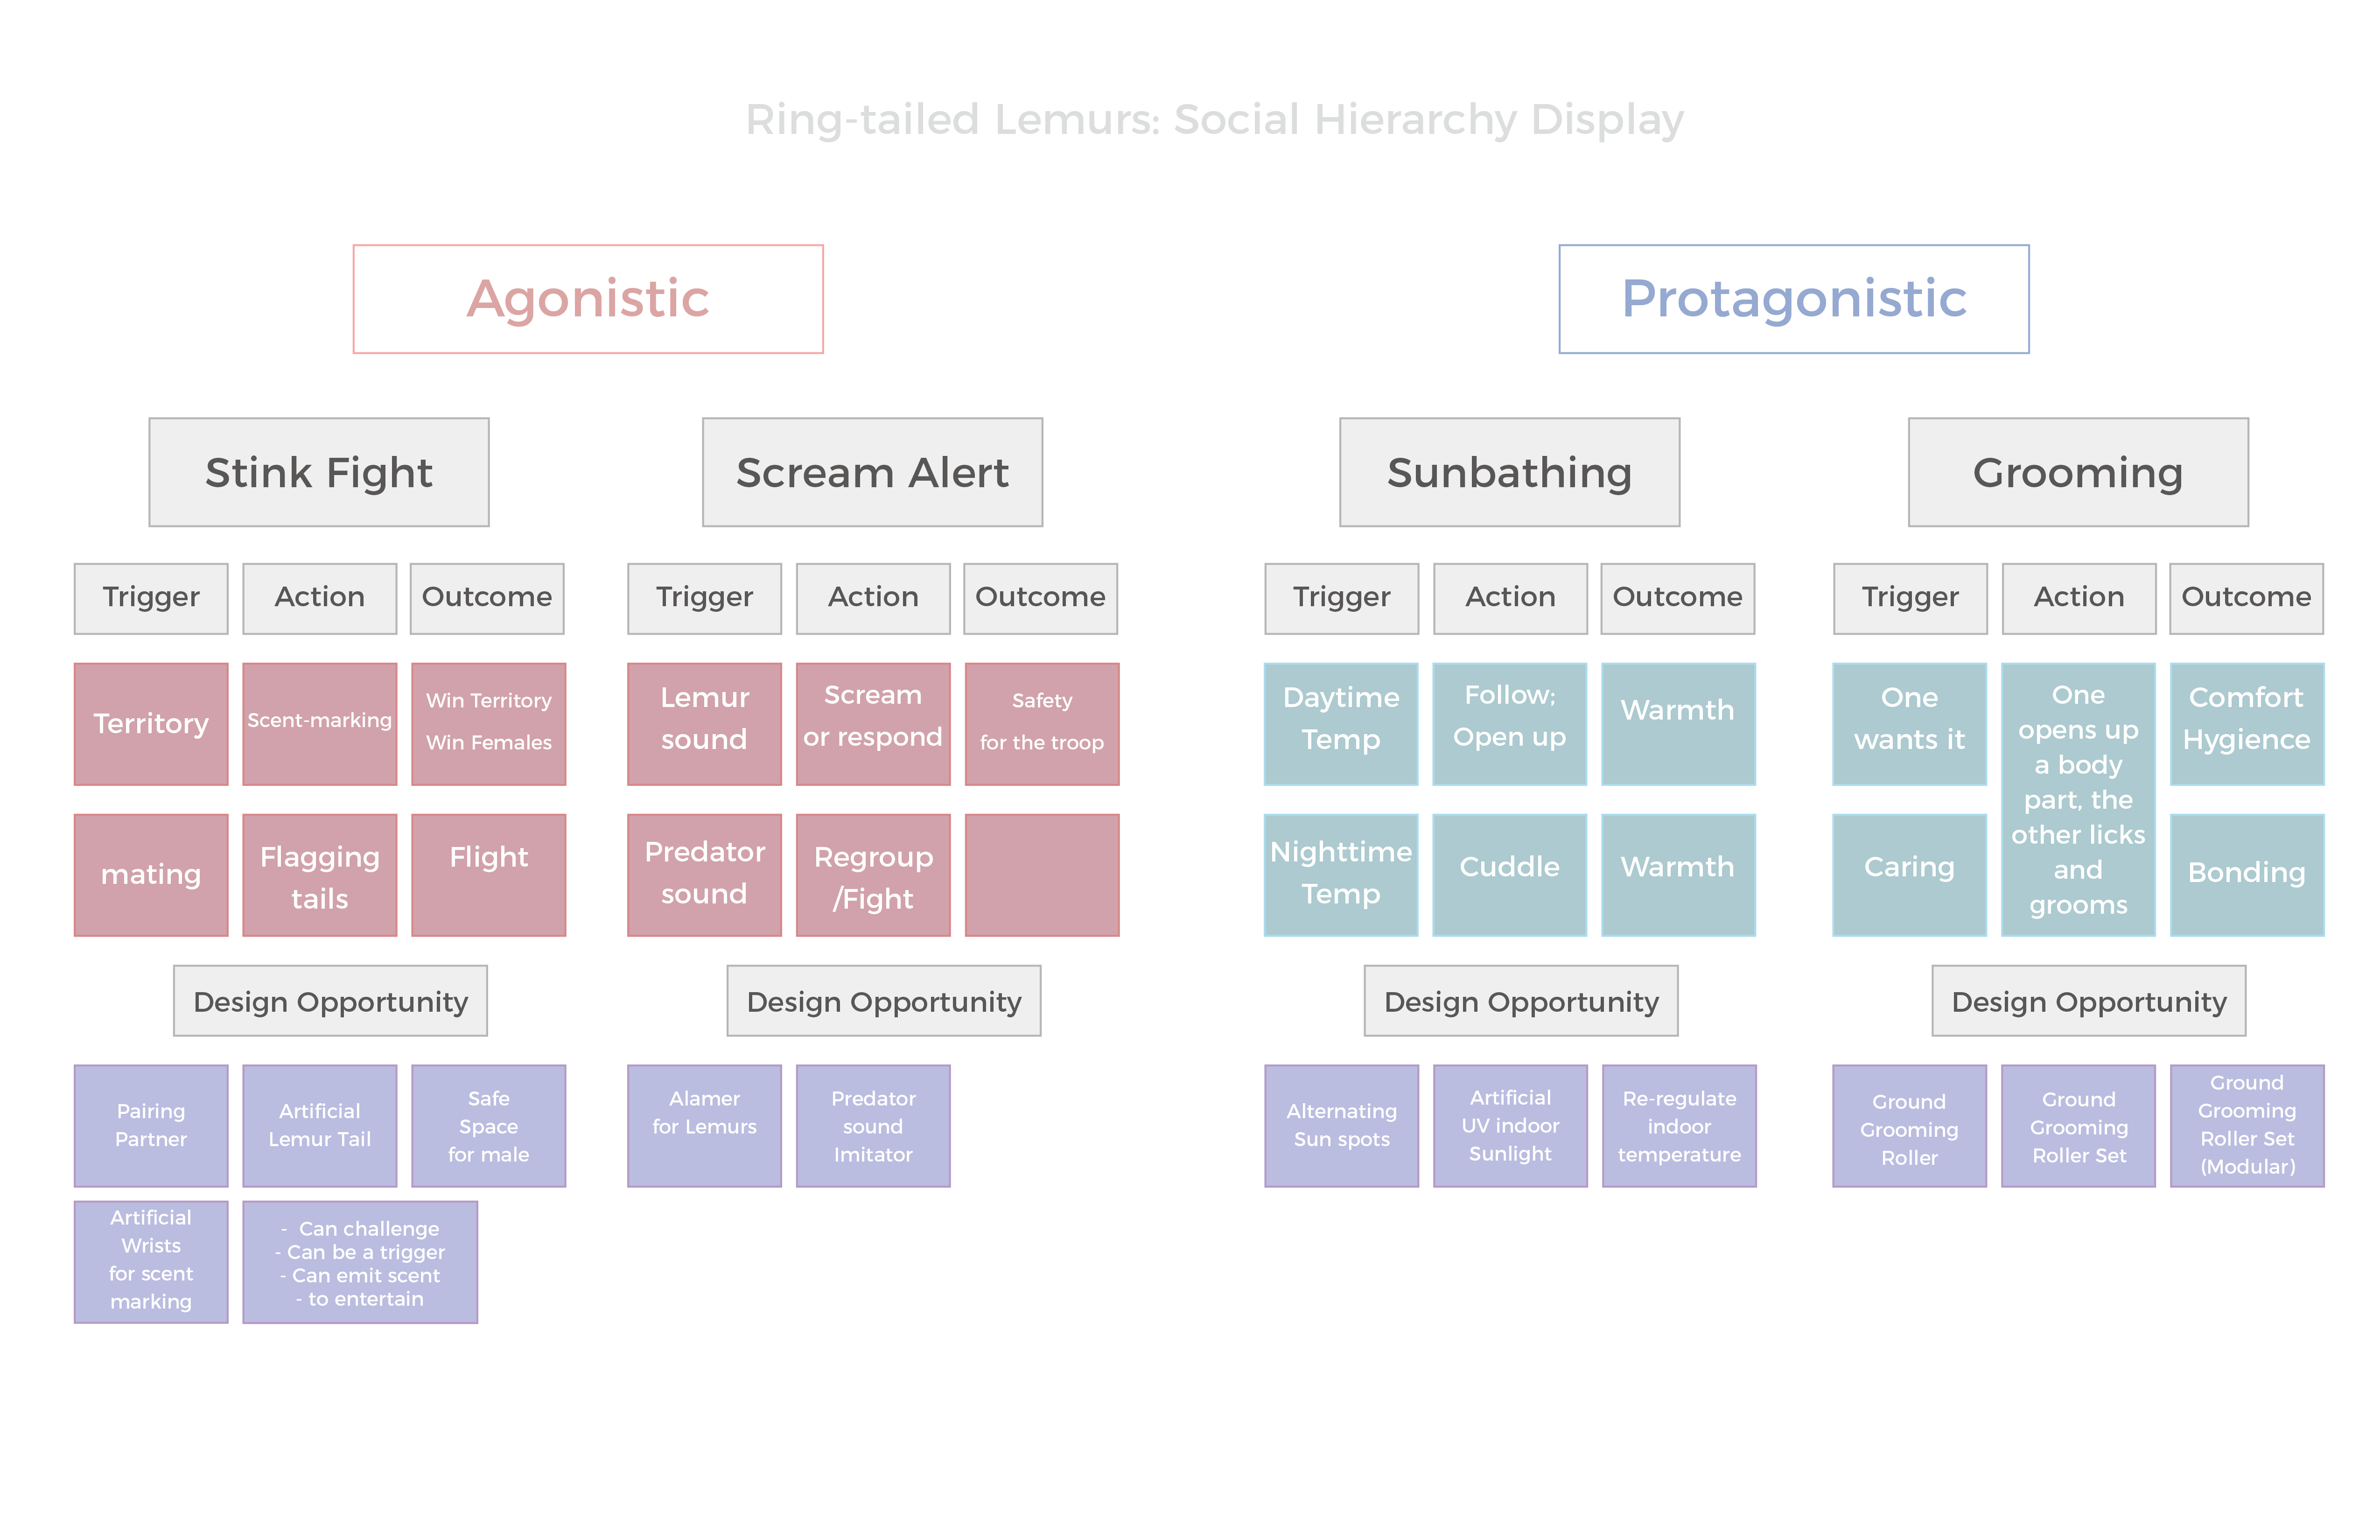 Ring-tailed Lemurs: Social Hierarchy Display
Agonistic
Protagonistic
Stink Fight
Scream Alert
Sunbathing
Grooming
Trigger
Action
Outcome
Trigger
Action
Outcome
Trigger
Action
Outcome
Trigger
Action
Outcome
Territory
Scent-marking
Win Territory
Win Females
Lemur
sound
Scream
or respond
Safety
for the troop
Daytime
Temp
Follow;
Open up
Warmth
One
wants it
One
opens up
a body
part, the
other licks
and
grooms
Comfort
Hygience
mating
Flagging
tails
Flight
Predator
sound
Regroup
/Fight
Nighttime
Temp
Cuddle
Warmth
Caring
Bonding
Design Opportunity
Design Opportunity
Design Opportunity
Design Opportunity
Pairing
Partner
Artificial
Lemur Tail
Safe
Space
for male
Alamer
for Lemurs
Predator
sound
Imitator
Alternating
Sun spots
Artificial
UV indoor
Sunlight
Re-regulate
indoor
temperature
Ground
Grooming
Roller
Ground
Grooming
Roller Set
Ground
Grooming
Roller Set
(Modular)
Artificial
Wrists
for scent
marking
- Can challenge
- Can be a trigger
- Can emit scent
- to entertain